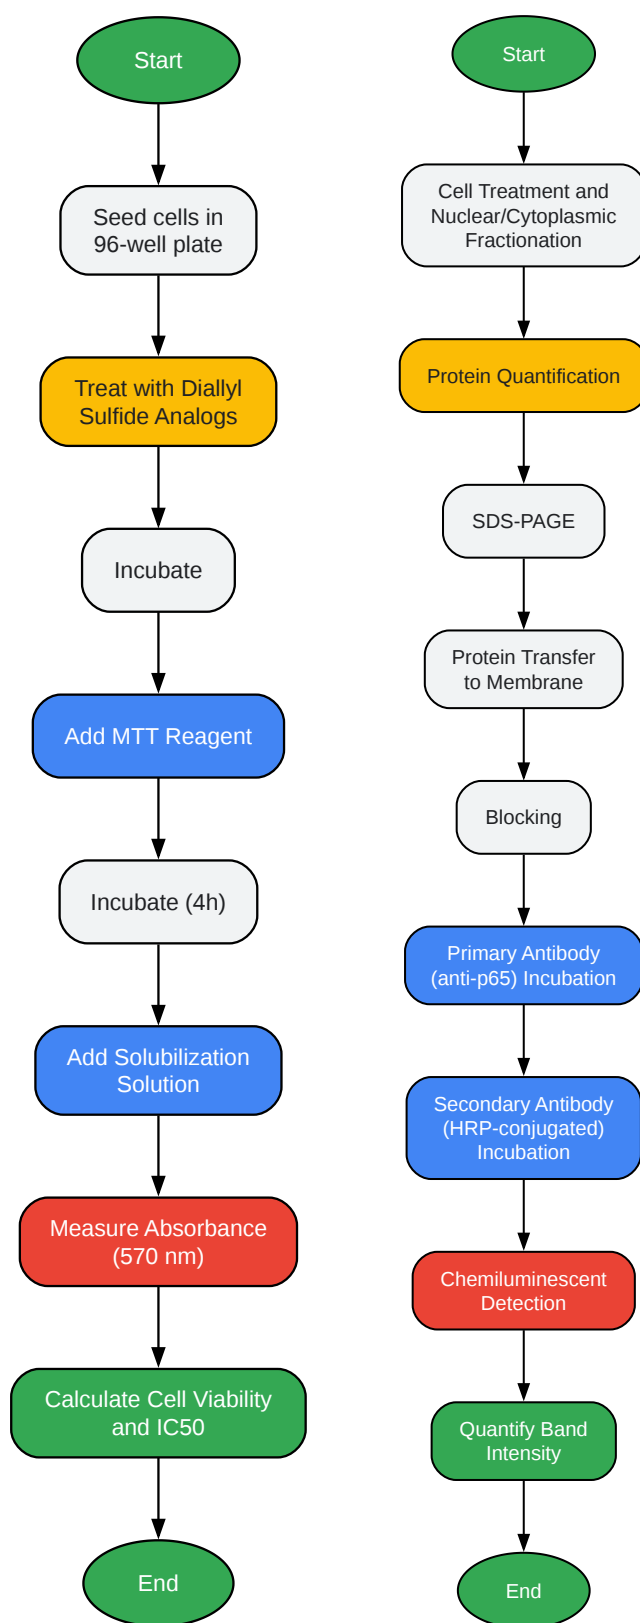 Start
Seed cells in
96-well plate
Treat with Diallyl
Sulfide Analogs
Incubate
Add MTT Reagent
Incubate (4h)
Add Solubilization
Solution
Measure Absorbance
(570 nm)
Calculate Cell Viability
and IC50
End
Start
Cell Treatment and
Nuclear/Cytoplasmic
Fractionation
Protein Quantification
SDS-PAGE
Protein Transfer
to Membrane
Blocking
Primary Antibody
(anti-p65) Incubation
Secondary Antibody
(HRP-conjugated)
Incubation
Chemiluminescent
Detection
Quantify Band
Intensity
End